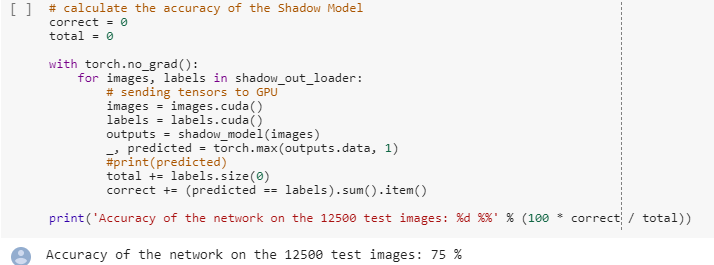 [ ] # calculate the accuracy of the Shadow Model
correct = 0
total = 0
with torch.no_grad():
for images, labels in shadow_out_loader:
# sending tensors to GPU
images = images.cuda()
labels = labels.cuda()
outputs = shadow_model(images)
_, predicted = torch.max(outputs.data, 1)
#print(predicted)
total += labels.size(0)
correct += (predicted == labels).sum().item()
print('Accuracy of the network on the 12500 test images: %d %%' % (100 * correct / total))
Accuracy of the network on the 12500 test images: 75 %